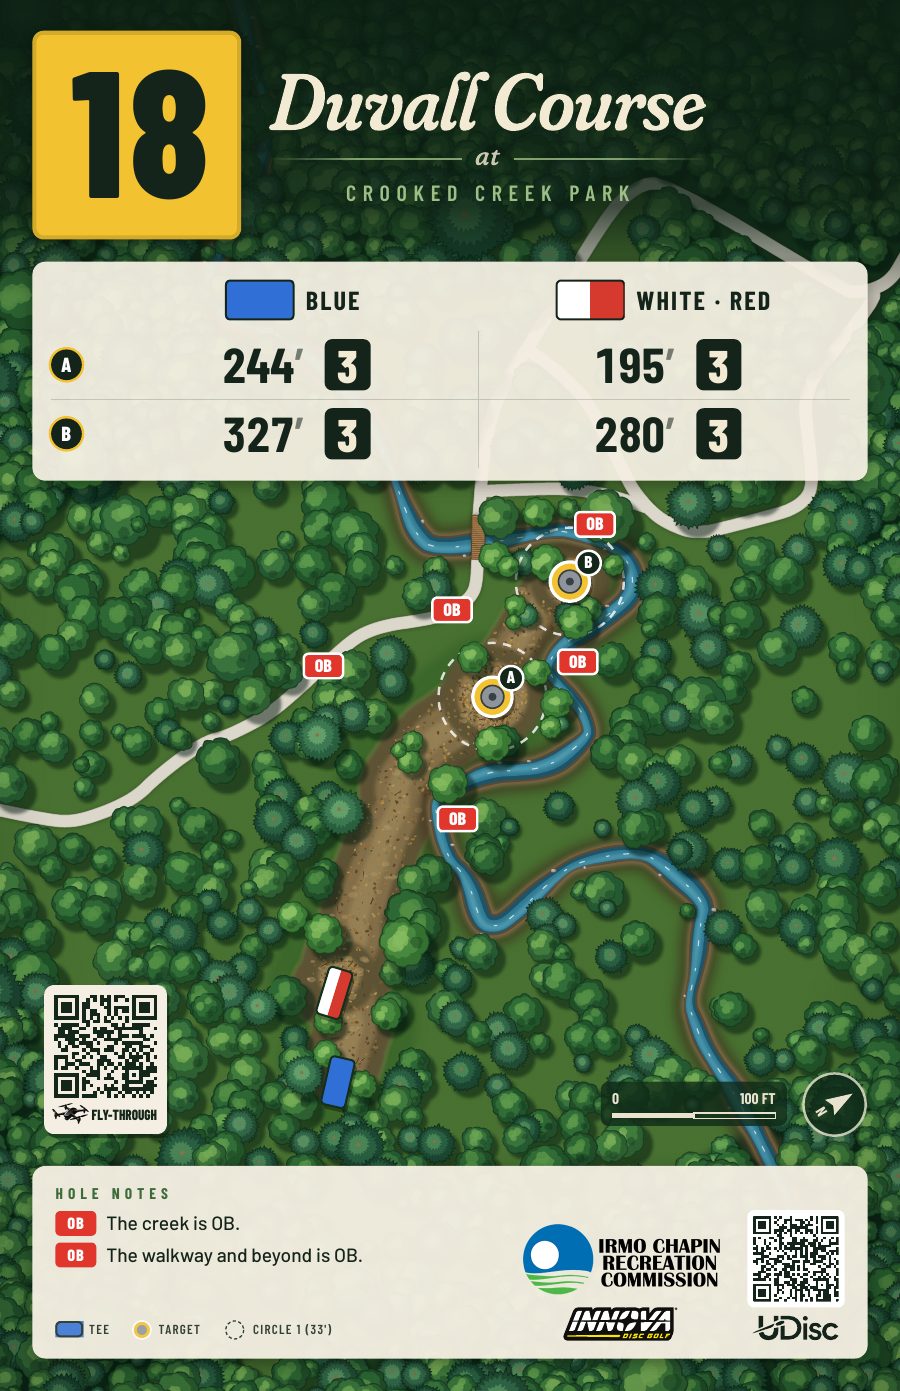 18
Duvall Course
at
CROOKED CREEK PARK
BLUE
WHITE · RED
A 244′ 3 195′ 3
B 327′ 3 280′ 3
OB
B
OB
OB
OB
A
OB
FLY-THROUGH
0 100 FT
N
HOLE NOTES
OB The creek is OB.
OB The walkway and beyond is OB.
IRMO CHAPIN
RECREATION
COMMISSION
INNOVA
DISC GOLF
UDisc
TEE TARGET CIRCLE 1 (33')